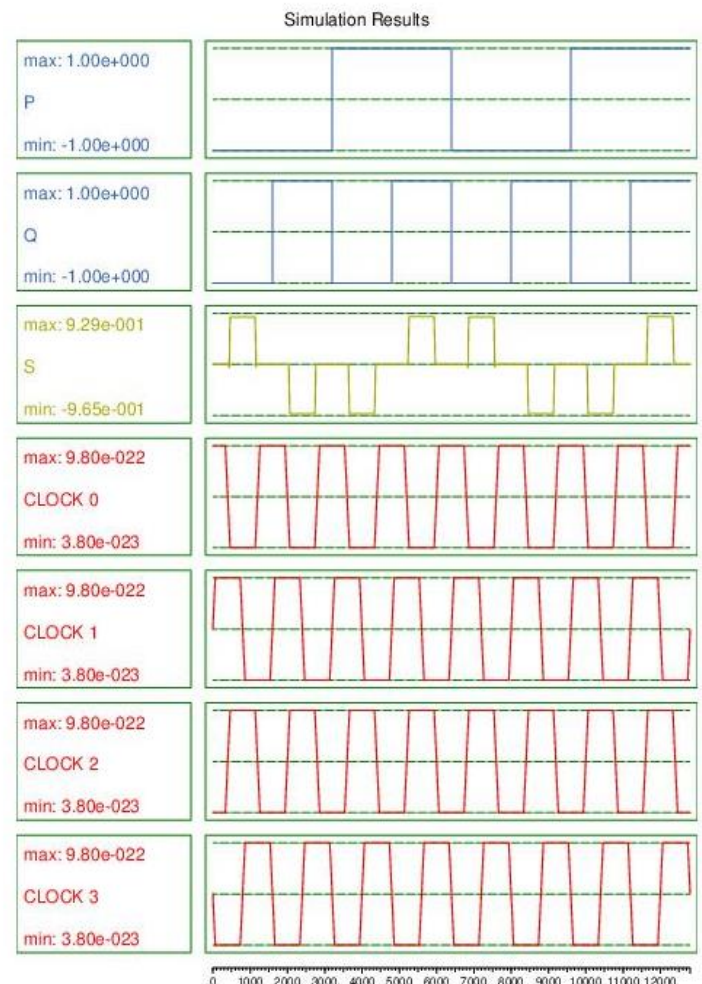 Simulation Results
max: 1.00e+000
P
min: -1.00e+000
max: 1.00e+000
Q
min: -1.00e+000
max: 9.29e-001
S
min: -9.65e-001
max: 9.80e-022
CLOCK 0
min: 3.80e-023
max: 9.80e-022
CLOCK 1
min: 3.80e-023
max: 9.80e-022
CLOCK 2
min: 3.80e-023
max: 9.80e-022
CLOCK 3
min: 3.80e-023
0 1000 2000 3000 4000 5000 6000 7000 8000 9000 10000 11000 12000